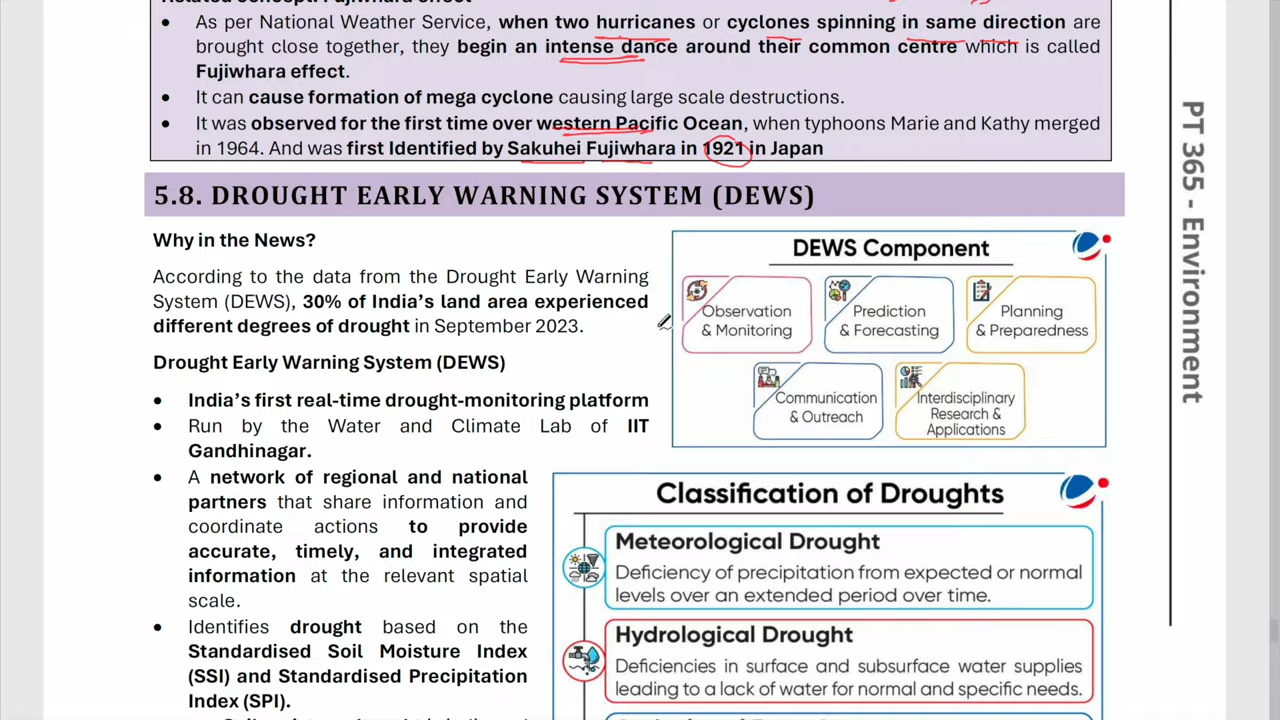 Related concept: Fujiwhara effect
• As per National Weather Service, when two hurricanes or cyclones spinning in same direction are
brought close together, they begin an intense dance around their common centre which is called
Fujiwhara effect.
• It can cause formation of mega cyclone causing large scale destructions.
• It was observed for the first time over western Pacific Ocean, when typhoons Marie and Kathy merged
in 1964. And was first Identified by Sakuhei Fujiwhara in 1921 in Japan
5.8. DROUGHT EARLY WARNING SYSTEM (DEWS)
Why in the News?
According to the data from the Drought Early Warning
System (DEWS), 30% of India's land area experienced
different degrees of drought in September 2023.
Drought Early Warning System (DEWS)
• India's first real-time drought-monitoring platform
• Run by the Water and Climate Lab of IIT
Gandhinagar.
• A network of regional and national
partners that share information and
coordinate actions to provide
accurate, timely, and integrated
information at the relevant spatial
scale.
• Identifies drought based on the
Standardised Soil Moisture Index
(SSI) and Standardised Precipitation
Index (SPI).
DEWS Component
Observation
& Monitoring
Prediction
& Forecasting
Planning
& Preparedness
Communication
& Outreach
Interdisciplinary
Research &
Applications
Classification of Droughts
Meteorological Drought
Deficiency of precipitation from expected or normal
levels over an extended period over time.
Hydrological Drought
Deficiencies in surface and subsurface water supplies
leading to a lack of water for normal and specific needs.
PT 365 - Environment